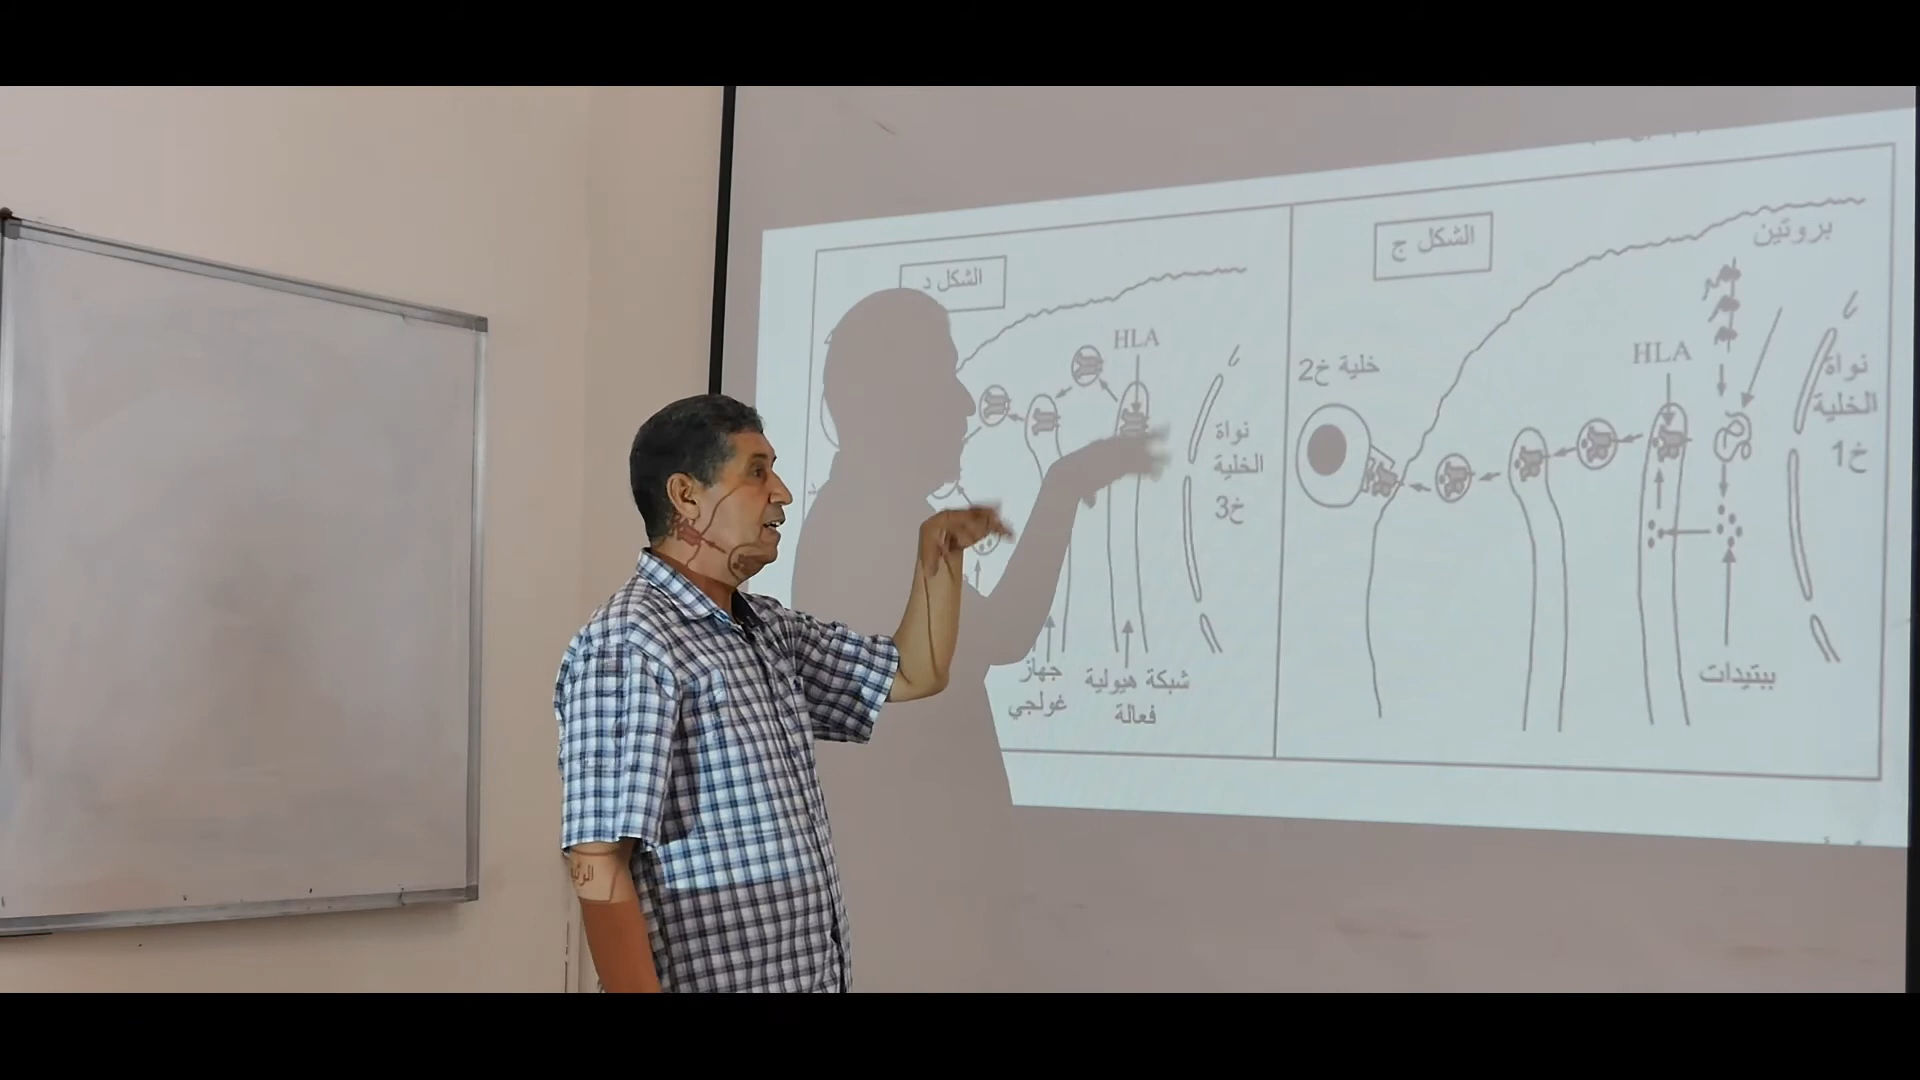 الشكل ج
بروتين
HLA
خلية خ2
نواة
الخلية
خ1
ببتيدات
الشكل د
HLA
نواة
الخلية
خ3
جهاز
غولجي
شبكة هيولية
فعالة